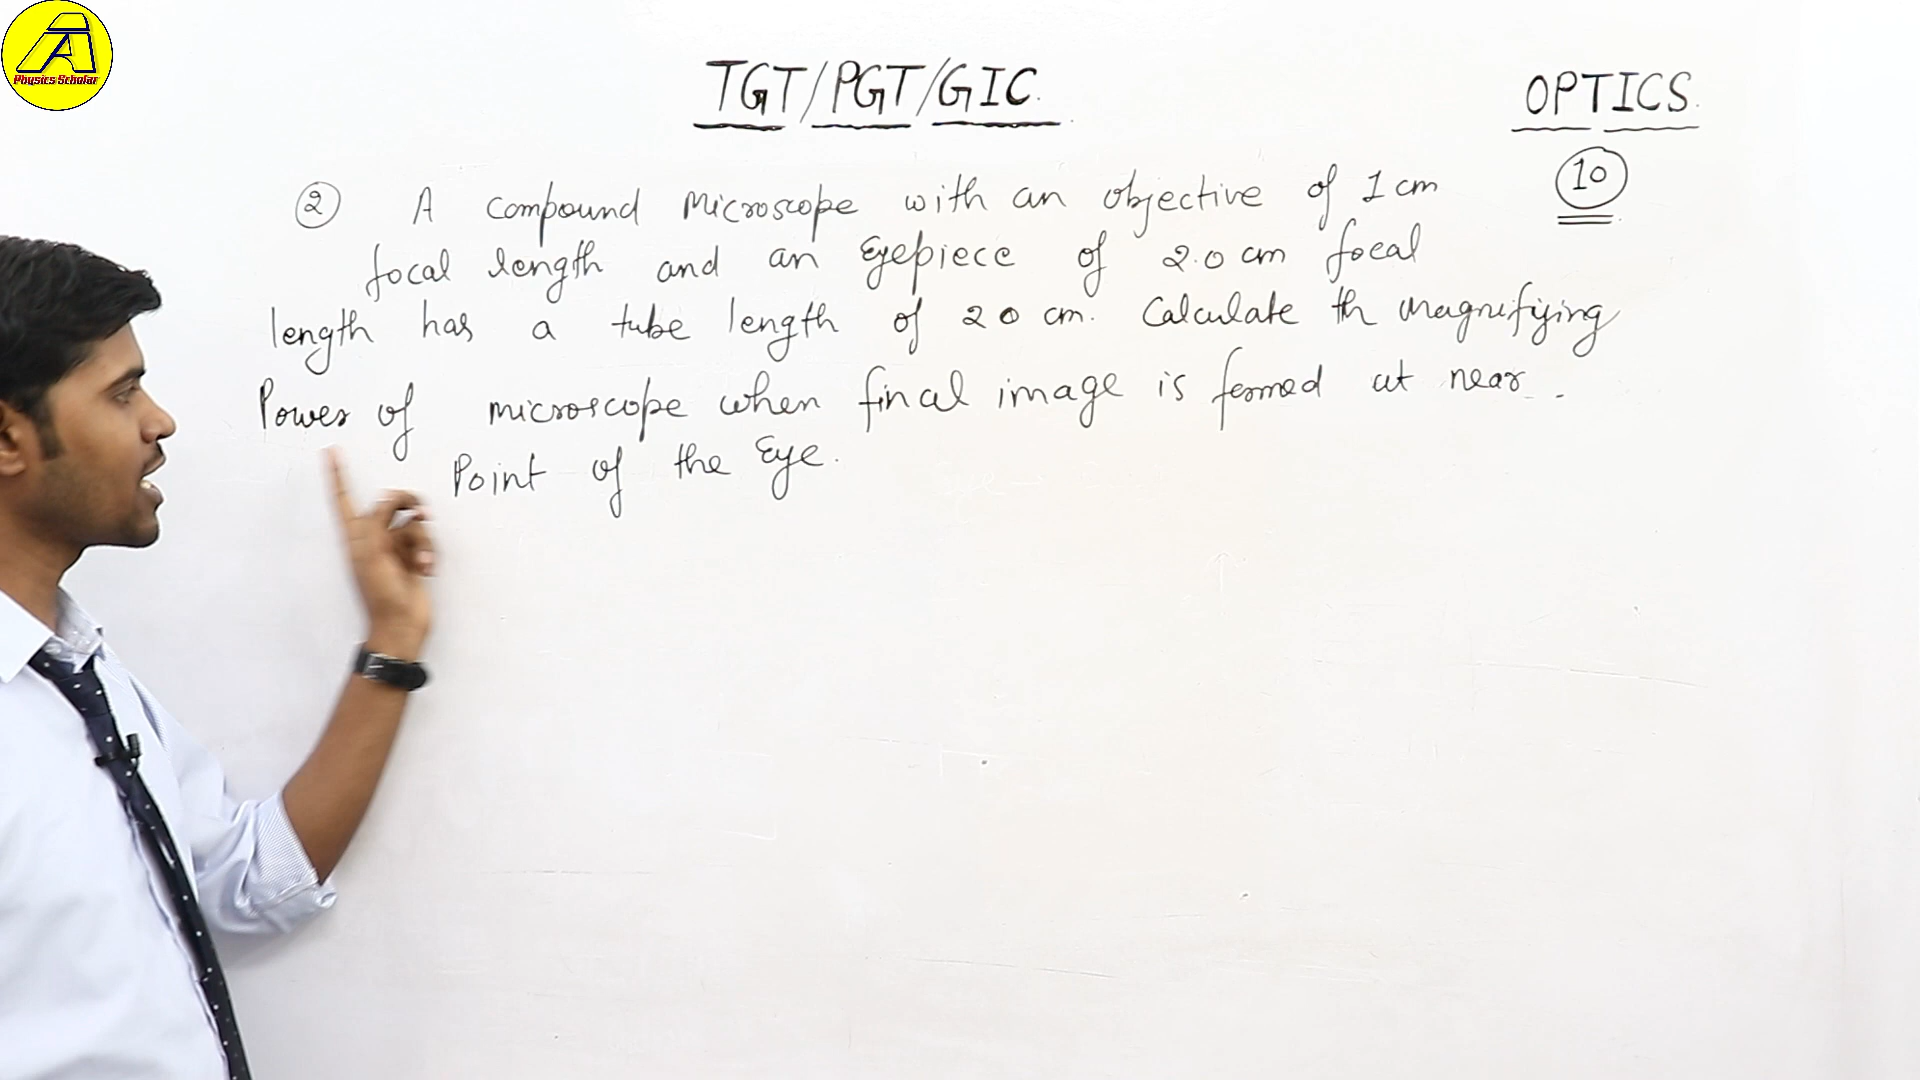 A
Physics Scholar
TGT/PGT/GIC.
OPTICS.
10
2 A compound Microscope with an objective of 1 cm
focal length and an Eyepiece of 2.0 cm focal
length has a tube length of 20 cm. Calculate th magnifying
Power of microscope when final image is formed at near.
Point of the Eye.